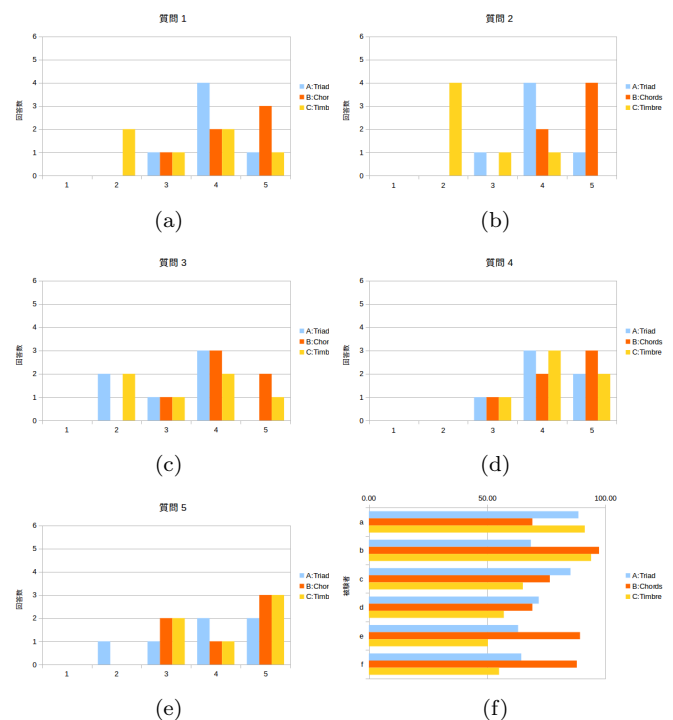 質問 1
6
5
4
3
2
1
0
回答数
1 2 3 4 5
A:Triad
B:Chords
C:Timb
(a)
質問 2
6
5
4
3
2
1
0
回答数
1 2 3 4 5
A:Triad
B:Chords
C:Timbre
(b)
質問 3
6
5
4
3
2
1
0
回答数
1 2 3 4 5
A:Triad
B:Chor
C:Timb
(c)
質問 4
6
5
4
3
2
1
0
回答数
1 2 3 4 5
A:Triad
B:Chords
C:Timbre
(d)
質問 5
6
5
4
3
2
1
0
回答数
1 2 3 4 5
A:Triad
B:Chor
C:Timb
(e)
0.00 50.00 100.00
a
b
c
d
e
f
被験者
A:Triad
B:Chords
C:Timbre
(f)